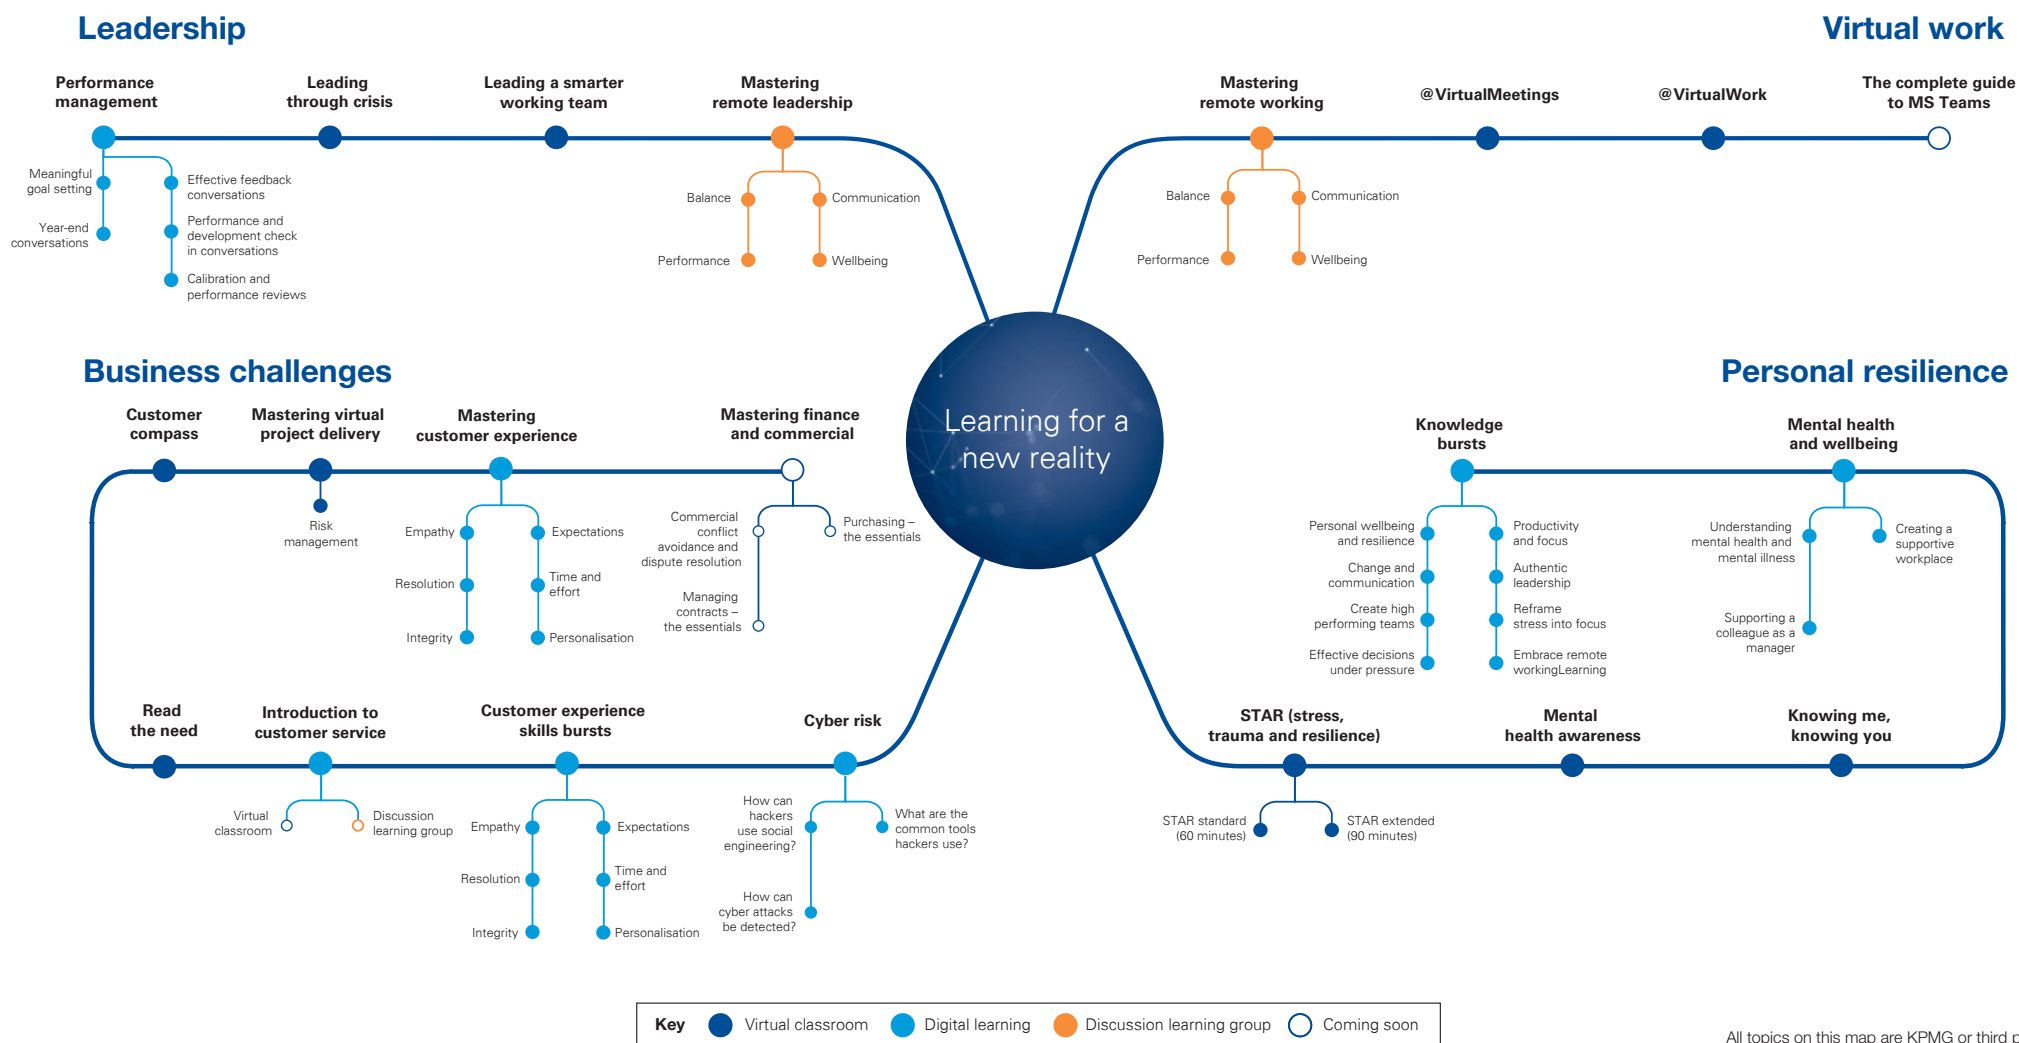 Leadership
Performance
management
Leading
through crisis
Leading a smarter
working team
Mastering
remote leadership
Meaningful
goal setting
Year-end
conversations
Effective feedback
conversations
Performance and
development check
in conversations
Calibration and
performance reviews
Balance
Communication
Performance
Wellbeing
Virtual work
Mastering
remote working
@VirtualMeetings
@VirtualWork
The complete guide
to MS Teams
Balance
Communication
Performance
Wellbeing
Learning for a
new reality
Business challenges
Customer
compass
Mastering virtual
project delivery
Mastering
customer experience
Mastering finance
and commercial
Risk
management
Empathy
Expectations
Resolution
Time and
effort
Integrity
Personalisation
Commercial
conflict
avoidance and
dispute resolution
Purchasing –
the essentials
Managing
contracts –
the essentials
Read
the need
Introduction to
customer service
Customer experience
skills bursts
Cyber risk
Virtual
classroom
Discussion
learning group
Empathy
Expectations
Resolution
Time and
effort
Integrity
Personalisation
How can
hackers
use social
engineering?
What are the
common tools
hackers use?
How can
cyber attacks
be detected?
Personal resilience
Knowledge
bursts
Mental health
and wellbeing
Personal wellbeing
and resilience
Productivity
and focus
Change and
communication
Authentic
leadership
Create high
performing teams
Reframe
stress into focus
Effective decisions
under pressure
Embrace remote
workingLearning
Understanding
mental health and
mental illness
Creating a
supportive
workplace
Supporting a
colleague as a
manager
STAR (stress,
trauma and resilience)
Mental
health awareness
Knowing me,
knowing you
STAR standard
(60 minutes)
STAR extended
(90 minutes)
Key
Virtual classroom
Digital learning
Discussion learning group
Coming soon
All topics on this map are KPMG or third p